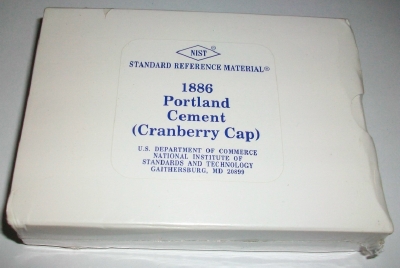 NIST
STANDARD REFERENCE MATERIAL®
1886
Portland
Cement
(Cranberry Cap)
U.S. DEPARTMENT OF COMMERCE
NATIONAL INSTITUTE OF
STANDARDS AND TECHNOLOGY
GAITHERSBURG, MD 20899